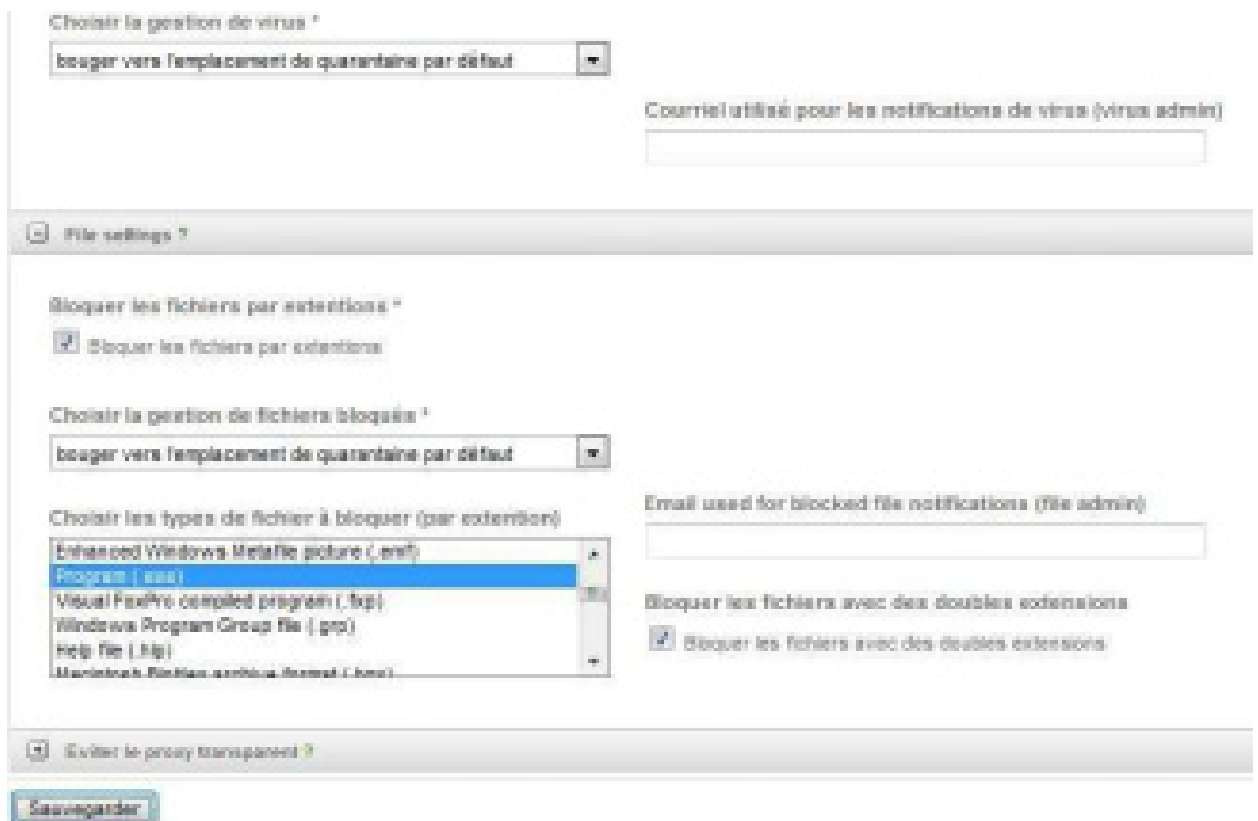 Choisir la gestion de virus *
bouger vers l'emplacement de quarantaine par défaut
Courriel utilisé pour les notifications de virus (virus admin)
File settings ?
Bloquer les fichiers par extentions *
Bloquer les fichiers par extentions
Choisir la gestion de fichiers bloqués *
bouger vers l'emplacement de quarantaine par défaut
Choisir les types de fichier à bloquer (par extention)
Email used for blocked file notifications (file admin)
Enhanced Windows Metafile picture (.emf)
Program (.exe)
Visual FoxPro compiled program (.fxp)
Windows Program Group file (.grp)
Help file (.hlp)
Macintosh BinHex archive format (.hqx)
Bloquer les fichiers avec des doubles extensions
Bloquer les fichiers avec des doubles extensions
Eviter le proxy transparent ?
Sauvegarder